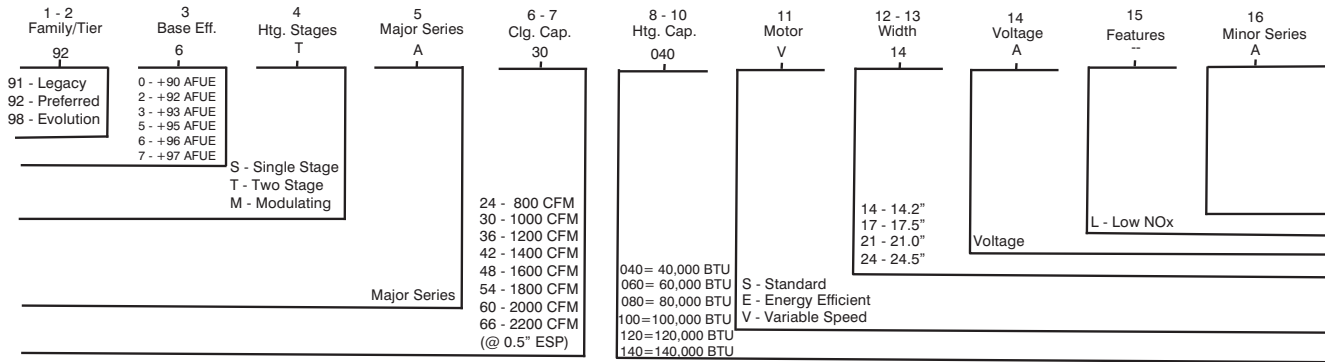 1 - 2
Family/Tier
92
3
Base Eff.
6
4
Htg. Stages
T
5
Major Series
A
6 - 7
Clg. Cap.
30
8 - 10
Htg. Cap.
040
11
Motor
V
12 - 13
Width
14
14
Voltage
A
15
Features
--
16
Minor Series
A
91 - Legacy
92 - Preferred
98 - Evolution
0 - +90 AFUE
2 - +92 AFUE
3 - +93 AFUE
5 - +95 AFUE
6 - +96 AFUE
7 - +97 AFUE
S - Single Stage
T - Two Stage
M - Modulating
Major Series
24 - 800 CFM
30 - 1000 CFM
36 - 1200 CFM
42 - 1400 CFM
48 - 1600 CFM
54 - 1800 CFM
60 - 2000 CFM
66 - 2200 CFM
(@ 0.5” ESP)
040= 40,000 BTU
060= 60,000 BTU
080= 80,000 BTU
100=100,000 BTU
120=120,000 BTU
140=140,000 BTU
S - Standard
E - Energy Efficient
V - Variable Speed
14 - 14.2”
17 - 17.5”
21 - 21.0”
24 - 24.5”
Voltage
L - Low NOx